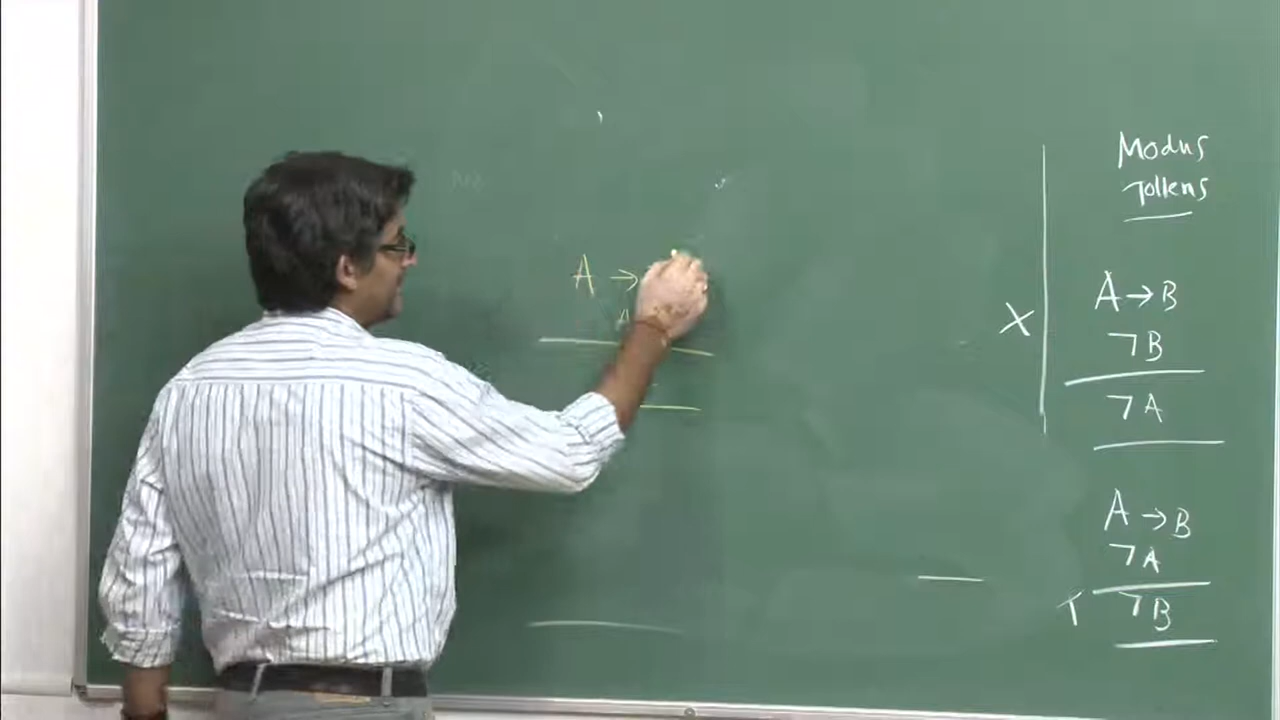 A →
A
X
Modus
Tollens
A → B
¬B
¬A
A → B
¬A
¬B